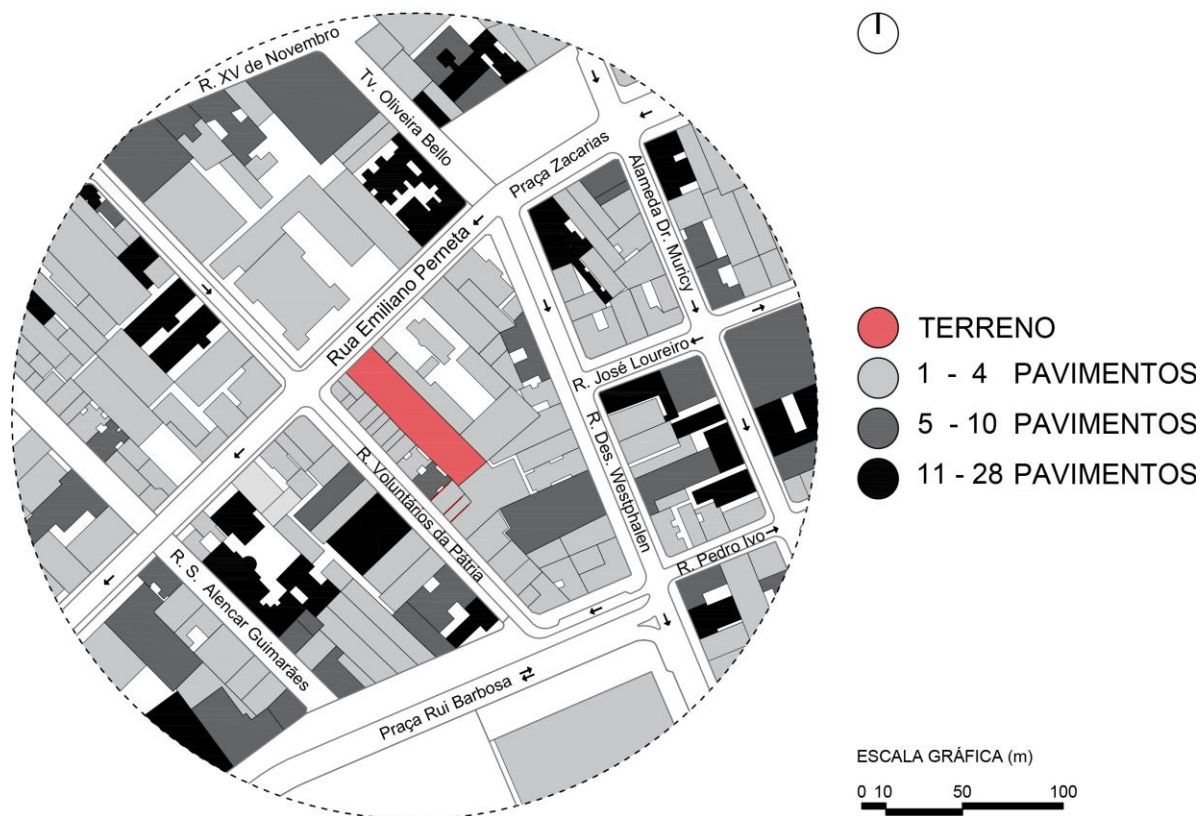 R. XV de Novembro
Tv. Oliveira Bello
Praça Zacarias
Alameda Dr. Muricy
Rua Emiliano Perneta
R. José Loureiro
R. Des. Westphalen
R. Voluntários da Pátria
R. Pedro Ivo
R. S. Alencar Guimarães
Praça Rui Barbosa
TERRENO
1 - 4 PAVIMENTOS
5 - 10 PAVIMENTOS
11 - 28 PAVIMENTOS
ESCALA GRÁFICA (m)
0 10 50 100